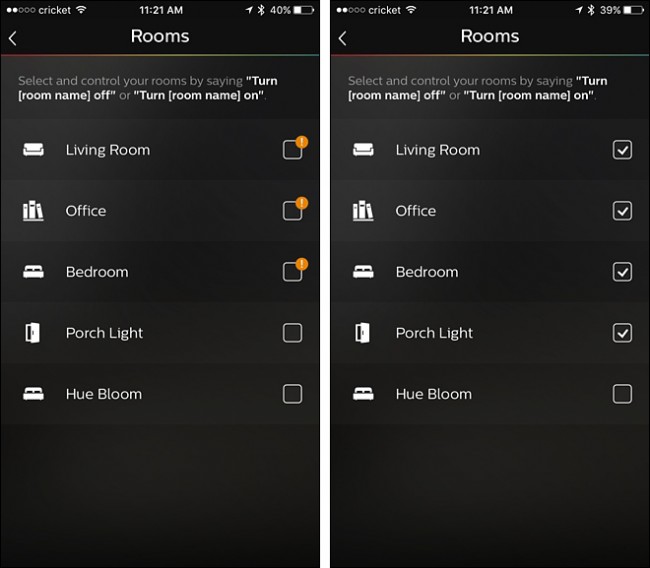 cricket 11:21 AM 40%
Rooms
Select and control your rooms by saying "Turn
[room name] off" or "Turn [room name] on".
Living Room !
Office !
Bedroom !
Porch Light
Hue Bloom
cricket 11:21 AM 39%
Rooms
Select and control your rooms by saying "Turn
[room name] off" or "Turn [room name] on".
Living Room
Office
Bedroom
Porch Light
Hue Bloom